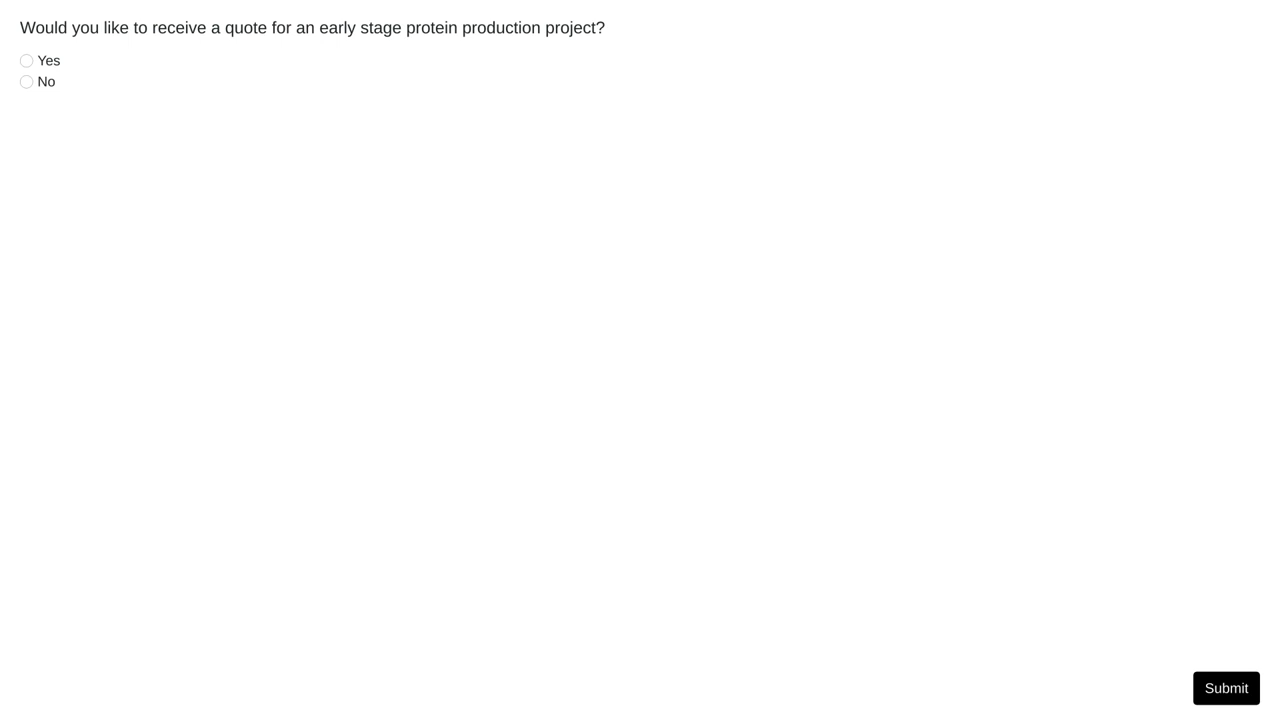 Would you like to receive a quote for an early stage protein production project?
Yes
No
Submit